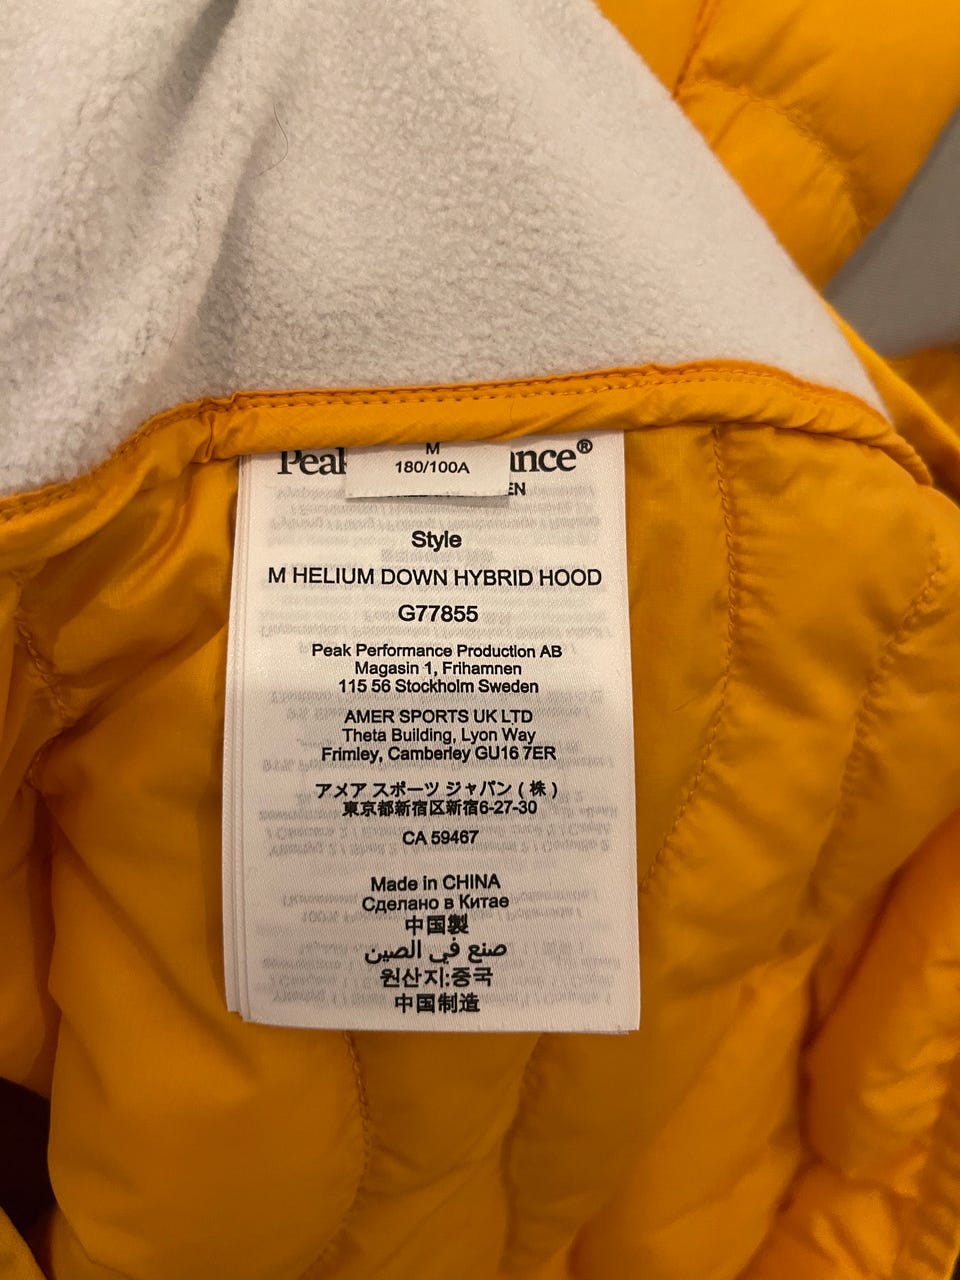 M
180/100A
Peak
nce®
EN
Style
M HELIUM DOWN HYBRID HOOD
G77855
Peak Performance Production AB
Magasin 1, Frihamnen
115 56 Stockholm Sweden
AMER SPORTS UK LTD
Theta Building, Lyon Way
Frimley, Camberley GU16 7ER
アメア スポーツ ジャパン ( 株 )
東京都新宿区新宿6-27-30
CA 59467
Made in CHINA
Сделано в Китае
中国製
صنع في الصين
원산지:중국
中国制造